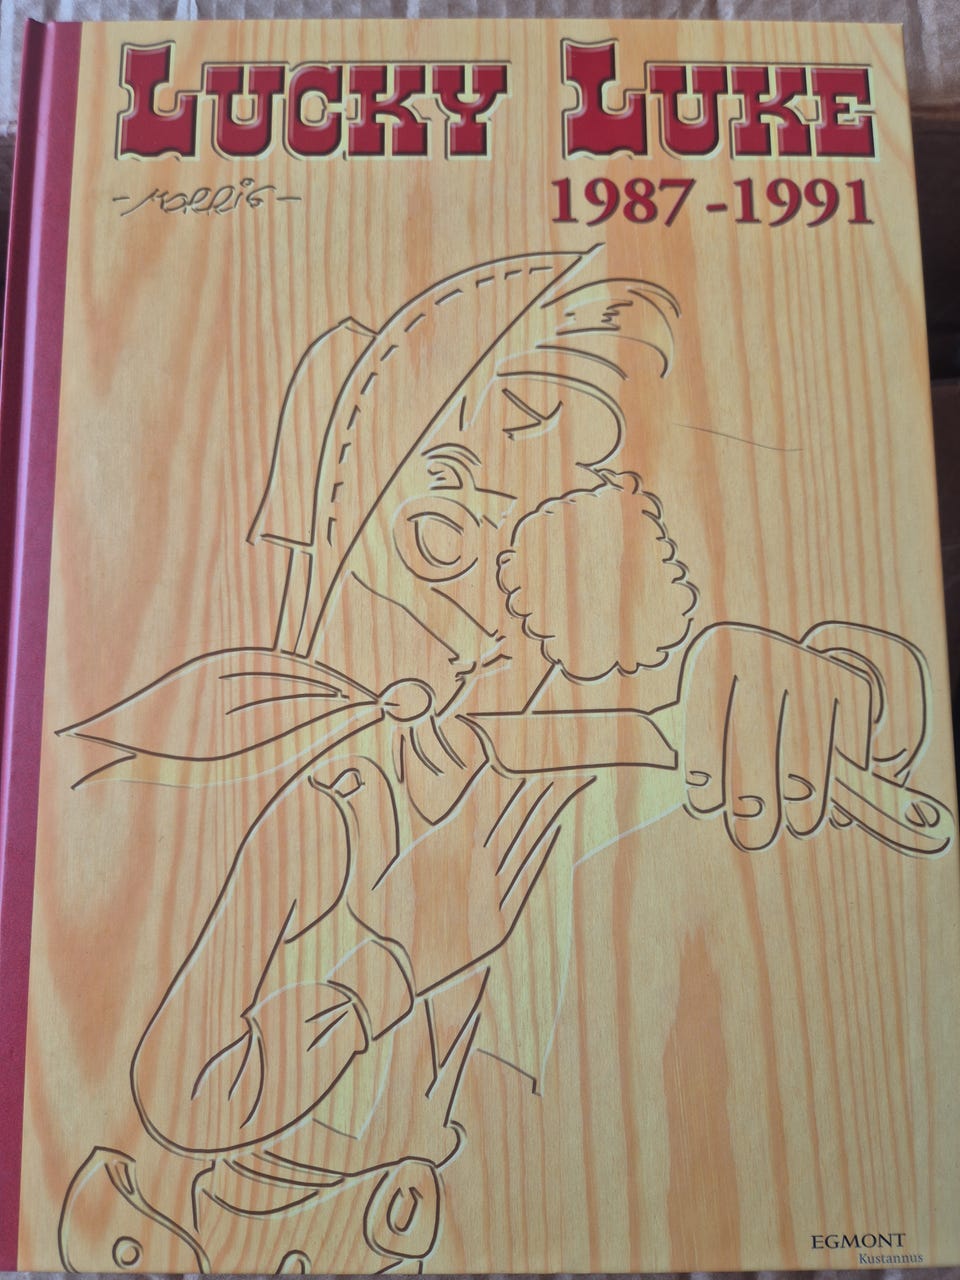 LUCKY LUKE
-MORRIS-
1987-1991
EGMONT
Kustannus